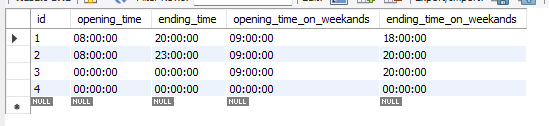 id opening_time ending_time opening_time_on_weekands ending_time_on_weekands
1 08:00:00 20:00:00 09:00:00 18:00:00
2 08:00:00 23:00:00 09:00:00 20:00:00
3 00:00:00 00:00:00 09:00:00 20:00:00
4 00:00:00 00:00:00 00:00:00 00:00:00
NULL NULL NULL NULL NULL